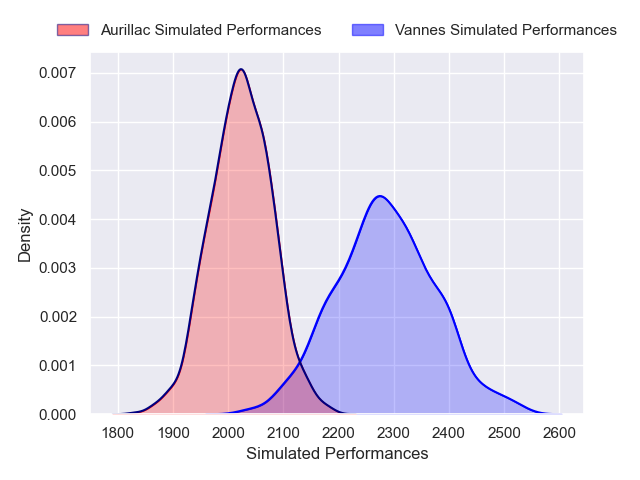 Aurillac Simulated Performances
Vannes Simulated Performances
0.007
0.006
0.005
0.004
0.003
0.002
0.001
0.000
Density
1800 1900 2000 2100 2200 2300 2400 2500 2600
Simulated Performances